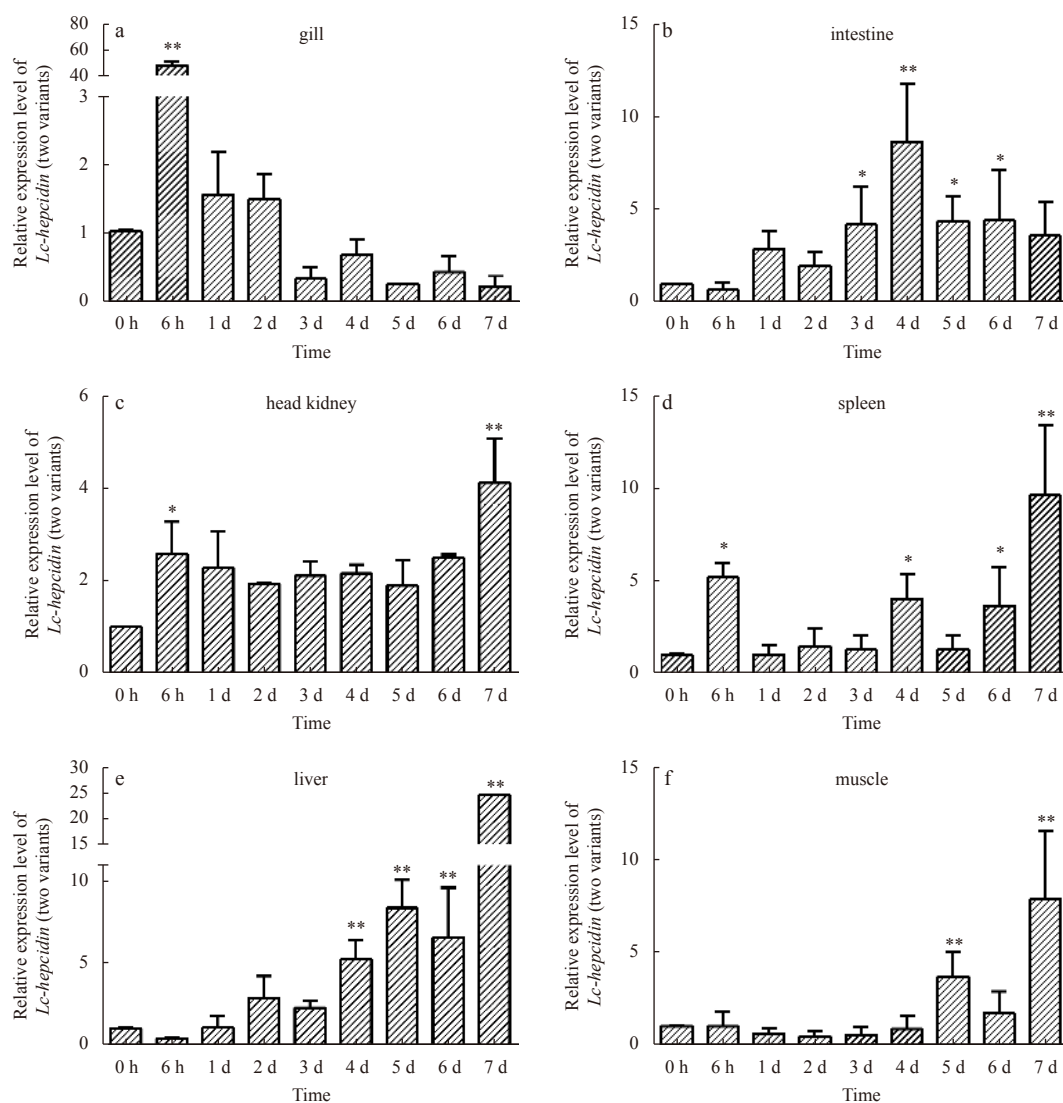 a
gill
Relative expression level of
Lc-hepcidin (two variants)
80
60
40
3
2
1
0
**
0 h 6 h 1 d 2 d 3 d 4 d 5 d 6 d 7 d
Time
b
intestine
Relative expression level of
Lc-hepcidin (two variants)
15
10
5
0
* ** * *
0 h 6 h 1 d 2 d 3 d 4 d 5 d 6 d 7 d
Time
c
head kidney
Relative expression level of
Lc-hepcidin (two variants)
6
4
2
0
* **
0 h 6 h 1 d 2 d 3 d 4 d 5 d 6 d 7 d
Time
d
spleen
Relative expression level of
Lc-hepcidin (two variants)
15
10
5
0
* * * **
0 h 6 h 1 d 2 d 3 d 4 d 5 d 6 d 7 d
Time
e
liver
Relative expression level of
Lc-hepcidin (two variants)
30
25
20
15
10
5
0
** ** ** **
0 h 6 h 1 d 2 d 3 d 4 d 5 d 6 d 7 d
Time
f
muscle
Relative expression level of
Lc-hepcidin (two variants)
15
10
5
0
** **
0 h 6 h 1 d 2 d 3 d 4 d 5 d 6 d 7 d
Time